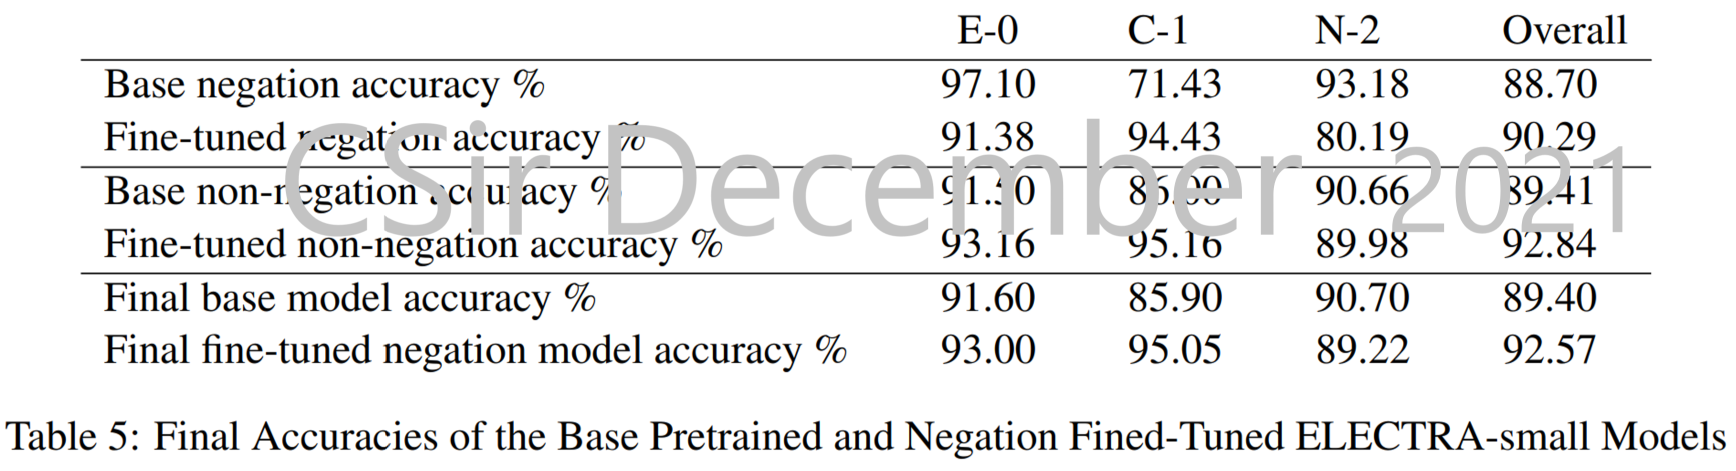 E-0 C-1 N-2 Overall
Base negation accuracy % 97.10 71.43 93.18 88.70
Fine-tuned negation accuracy % 91.38 94.43 80.19 90.29
CSir December 2021
Base non-negation accuracy % 91.50 86.00 90.66 89.41
Fine-tuned non-negation accuracy % 93.16 95.16 89.98 92.84
Final base model accuracy % 91.60 85.90 90.70 89.40
Final fine-tuned negation model accuracy % 93.00 95.05 89.22 92.57
Table 5: Final Accuracies of the Base Pretrained and Negation Fined-Tuned ELECTRA-small Models